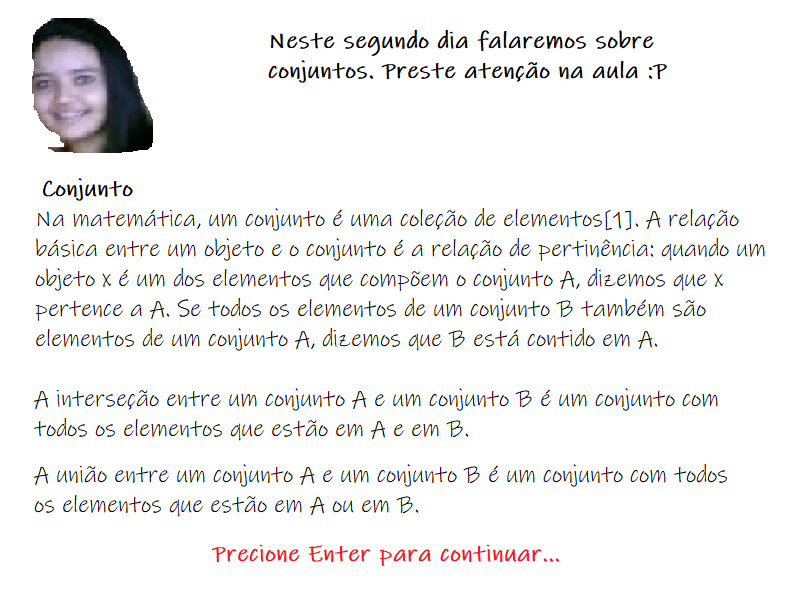 Neste segundo dia falaremos sobre
conjuntos. Preste atenção na aula :P
Conjunto
Na matemática, um conjunto é uma coleção de elementos[1]. A relação
básica entre um objeto e o conjunto é a relação de pertinência: quando um
objeto x é um dos elementos que compõem o conjunto A, dizemos que x
pertence a A. Se todos os elementos de um conjunto B também são
elementos de um conjunto A, dizemos que B está contido em A.
A interseção entre um conjunto A e um conjunto B é um conjunto com
todos os elementos que estão em A e em B.
A união entre um conjunto A e um conjunto B é um conjunto com todos
os elementos que estão em A ou em B.
Precione Enter para continuar...